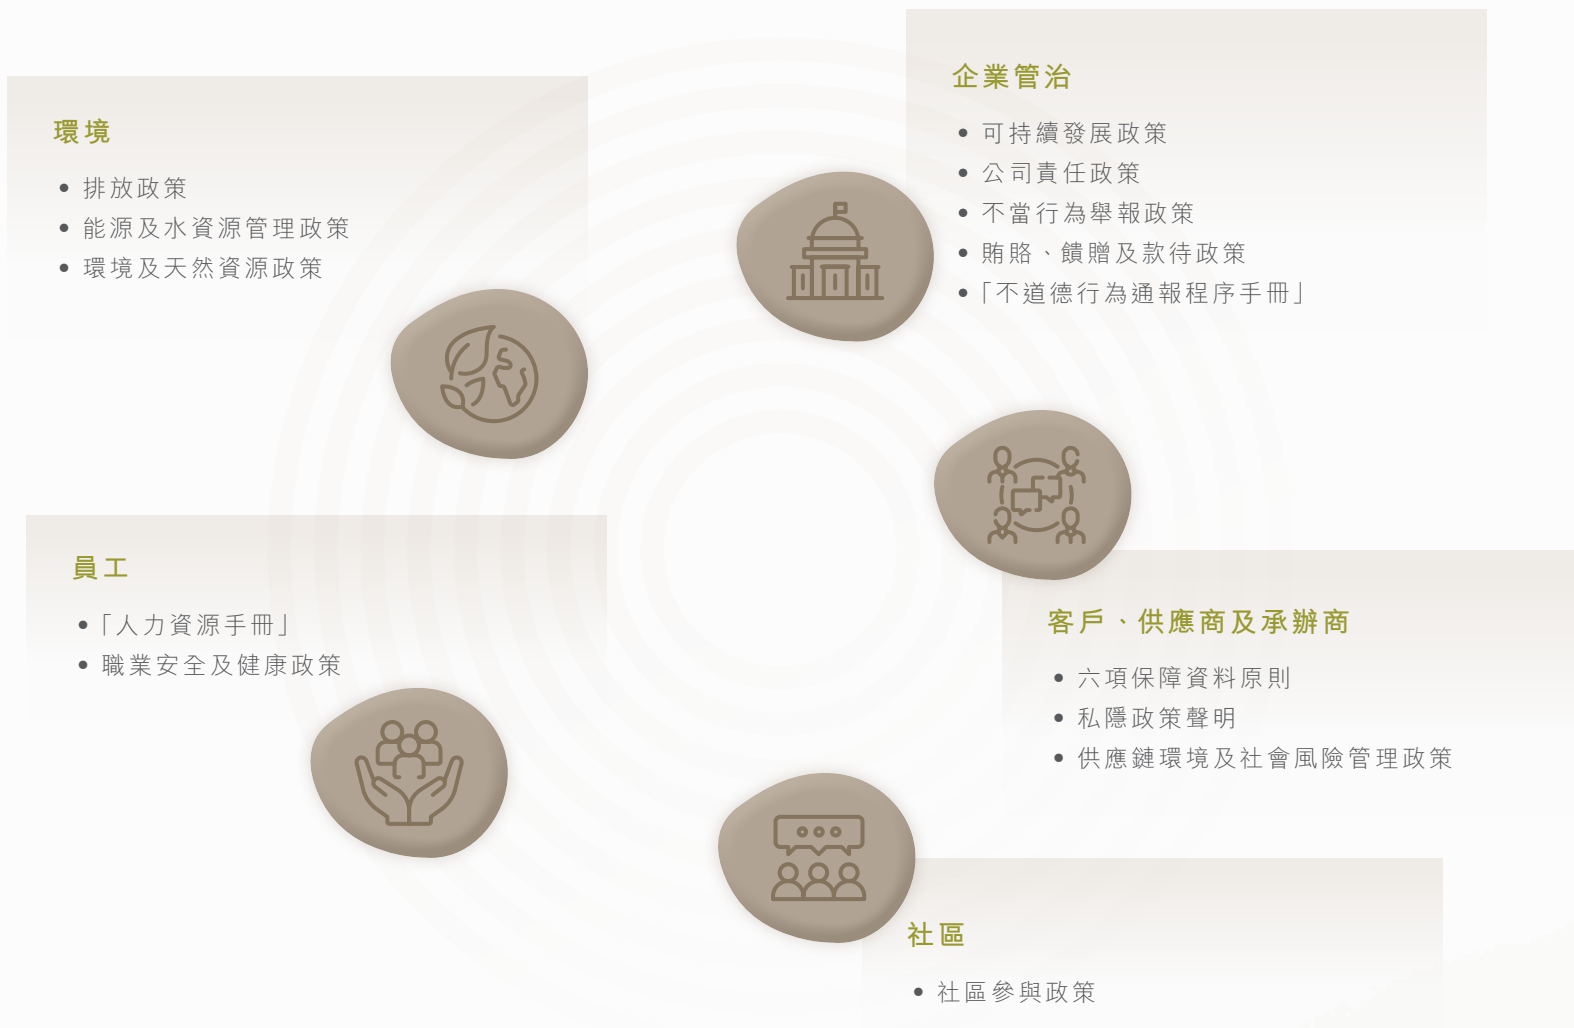 環境
排放政策
能源及水資源管理政策
環境及天然資源政策
企業管治
可持續發展政策
公司責任政策
不當行為舉報政策
賄賂、饋贈及款待政策
「不道德行為通報程序手冊」
員工
「人力資源手冊」
職業安全及健康政策
客戶、供應商及承辦商
六項保障資料原則
私隱政策聲明
供應鏈環境及社會風險管理政策
社區
社區參與政策